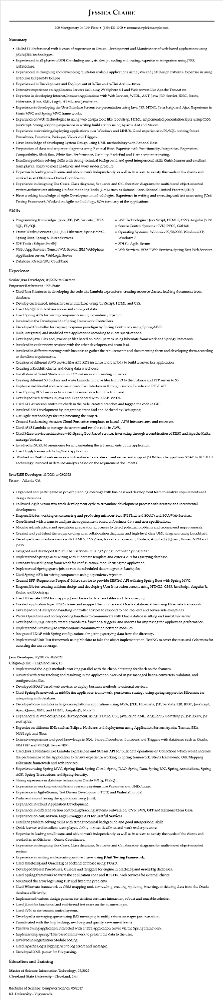 Jessica Claire
100 Montgomery St. 10th Floor ● (555) 432-1000 ● resumesample@example.com
Summary
• Skilled IT Professional with 6 years of experience in Design, Development and Maintenance of web-based applications using
JAVA/J2EE technologies.
• Experienced in all phases of SDLC including analysis, design, coding and testing, expertise in integration using J2EE
architecture.
• Experienced in designing and developing multi-tier scalable applications using Java and JEE Design Patterns. Expertise in using
IDES like Eclipse/My Eclipse .
• Experienced in Development and Deployment of 3-Tier and n-Tier Architectures.
• Extensive experience on Application Servers including WebSphere 6.1 and Web servers like Apache Tomcat etc.
• Expertise in developing Internet/Intranet Applications with Web Services, WSDL, ANT, Java, JSP, Servlet, JDBC, Struts,
Hibernate, JUnit, XML, Log4j, HTML, and JavaScript.
• Experience in developing the User Interface Screens for presentation using Java, JSP, HTML, Java Script and Ajax, Experience in
Struts MVC and Spring MVC frame works.
• Experience on Web Technologies in using web design tools like, Bootstrap, HTML, implemented presentation layer using CSS3,
JavaScript. Strong scripting experience in writing build scripts using Apache Ant and Maven.
• Experience maintaining/deploying applications over Windows and LINUX. Good experience in PL/SQL, writing Stored
Procedures, Functions, Packages, Views and Triggers.
• Have knowledge of developing System Design using UML methodology with Rational Rose.
• Preparation of class and sequence diagrams using Rational Rose. Expertise with Functionality, Integration, Regression,
Compatibility, Black Box, White Box, Performance, Usability, Back-End and User acceptance testing.
• Excellent problem-solving skills with strong technical background and good interpersonal skills Quick learner and excellent
team player, ability to meet deadlines and work under pressure.
• Expertise in leading small teams and able to work independently as well as in a team to satisfy the needs of the clients and
worked as an Offshore – Onsite Coordinator.
• Experience in designing Use Cases, Class diagrams, Sequence and Collaboration diagrams for multi-tiered object-oriented
system architectures utilizing Unified Modeling Tools (UML) such as Rational Rose, Rational Unified Process (RUP)
• Have working knowledge of Agile Development methodologies. Experience in writing and executing unit test cases using JUnit
Testing Framework. Worked on Agile methodology, SOA for many of the applications.
Skills
• Programming Knowledge : Java, JEE, JSP, Servlets, JDBC,
SQL, PL/SQL
• Frame Works /Services : JSF, JSP, Hibernate, Spring MVC,
Spring Boot, Spring & Micro Services.
• IDE Tools : Eclipse, IntelliJ
• Web / App Servers : Tomcat Web Server, IBM WebSphere
Application server, WebLogic Server
• Database : Oracle 10G, Couchbase
• Web Technologies : Java Script, HTML5, CSS3, Angular JS 2.0
• Source Control Systems : SVN, PVCS, GitHub
• Operating Systems : Windows 95/98/2000, Windows XP,
Windows 7
• SDLC : Agile, Scrum
• Web Services : SOAP Web Services, Spring Rest Web Services
Experience
Senior Java Developer, 04/2022 to Current
Empower Retirement – KS, State
• Used Java 8 features in developing the code like Lambda expressions, creating resource classes, fetching documents from
database.
• Develop customized, interactive user interfaces using JavaScript, HTML and CSS.
• Used MySQL for database access and storage of data.
• Used Spring APIs for wiring components using dependency injection.
• Involved in the Development of Spring Framework Controllers.
• Developed Controller for request, response paradigm by Spring Controllers using Spring-MVC.
• Built, integrated, and modified web applications according to client specifications.
• Developed Java Files and JavaScript files based on MVC pattern using hibernate framework and Spring Framework.
• Involved in code review sessions with the other developers and team lead.
• Involved in different meetings with business to gather the requirements and documenting them and developing them according
to the client requirements.
• Creation of different AWS service like API, RDS instance and Lambda to build a server less application.
• Creating a Redshift cluster and doing data warehouse.
• Installation of Talent Studio suit on EC2 instances and creating job server.
• Creating different S3 buckets and write Lambda to move files from S3 to the instance and FTP server to S3.
• Implemented Restful web services to web User Interface or through custom JS code and REST API.
• Used Spring REST services to connect to server side from the front end.
• Developed web services in Java and Experienced with SOAP, WSDL.
• Used GIT as version control to check in the code, created branches and tagged the code in GIT.
• Involved E2E Development by integrating Front End and Backend by Debugging.
• Use Agile methodology for implementing the project.
• Created Stacks using Amazon Cloud Formation templates to launch AWS Infrastructure and resources.
• Used AWS Lambda to manage the servers and run the code in AWS.
• Used Micro service architecture with Spring Boot based services interacting through a combination of REST and Apache Kafka
message brokers.
• Involved in SCRUM ceremonies for implementing the enhancements in the application.
• Used Log4j framework to log/track application.
• ·Worked on Restful web services which enforced a stateless client server and support JSON few changes from SOAP to RESTFUL
Technology Involved in detailed analysis based on the requirement documents.
Java/J2EE Developer, 11/2021 to 03/2022
Fiserv – Atlanta, GA
• Organized and participated in project planning meetings with business and development team to analyze requirements and
design decisions.
• Followed Agile Scrum two-week development cycle to streamline development process with iterative and incremental
development
• Responsible for working on consuming and producing microservices (RESTful and SOAP) and SOA/Web Services.
• Coordinated with a team to analyze the requirements based on business data and user specifications.
• Monitor infrastructure and operations preparation processes to detect potential problems and recommend improvements.
• Created and published the sequence diagrams, collaboration diagrams and high-level class UML diagrams using Lucidchart.
• Developed user interface views with HTML5, CSS3/Sass, bootstrap, Javascript, Node.js, AngularJS, JQuery, Bower, NPM and
JSON
• Designed and developed RESTful API services utilizing Spring Boot with Spring MVC.
• Implemented Spring ORM wiring with Hibernate template and criteria API for Querying database.
• Extensively used Spring framework for configuration, modularizing the application.
• Implemented Spring quartz jobs to run the scheduled data integration batch jobs.
• Used Spring APIs for wiring components using dependency injection.
• Created RFP (Request for Proposal) Micro service to provide RESTful API utilizing Spring Boot with Spring MVC.
• Responsible for creating efficient design and developing User Interaction screens using HTML5, CSS3, JavaScript, Angular Js,
Redux and Bootstrap.
• Used Hibernate ORM for mapping Java classes to database tables and data querying.
• Created application layer POJO classes and mapped them to backend Oracle database tables using Hibernate framework.
• Developed REST exception handling controller advices to respond to bad requests and server-side exceptions.
• Wrote Operations and corresponding handlers to communicate with Oracle database sitting on Linux/Unix server
• Developed PL/SQL scripts, stored procedures, functions, triggers, and indexes for improving the application performance.
• Implemented ActiveMQ to asynchronous communication between modules.
• Integrated LDAP with Spring configurations for getting querying data from the directory.
• Implemented Unit Test framework using Mockito to fake the object implementation, TestNG to cover the tests and Cobertura for
accessing the test coverage.
Java Developer, 06/2017 to 08/2021
Citigroup Inc. – Highland Park, IL
• Implemented the Agile methods, working parallel with the client, obtaining feedback on the features.
• Assisted with error tracking and resolving in the application, worked in JSF managed beans, converters, validator, and
configuration files.
• Developed SOAP based web services to deploy business methods to external services.
• Used Spring Framework as middle tier application framework, persistence strategy using spring support for Hibernate for
integrating with database.
• Developed core modules in large cross-platform applications using JAVA, J2EE, Hibernate, JSP, Servlets, EJB, JDBC, JavaScript,
Ajax, jQuery, XML, and HTML, AngularJS, Node JS
• Experienced in Web designing & development, using HTML5, CSS, JavaScript, XML, Angular JS, Bootstrap JS, JSP, JSON, JSF
and AJAX.
• Expertise on different IDEs such as Eclipse, NetBeans and deployment using Application Servers Apache Tomcat, BEA
WebLogic and JBoss
• Extensive experience and good knowledge in SQL, Stored Procedures, Functions and Triggers with databases such as Oracle,
IBM DB2 and MS SQL Server 2005.
• Used Java 1.8 features like Lambda expressions and Stream API for Bulk data operations on Collections which would increase
the performance of the Application Extensive experience working in Spring framework, Struts framework, O/R Mapping
Hibernate framework and web services.
• Experience using Spring MVC, Spring Boot, Spring Cloud, Spring DAO, Spring Data, Spring IOC, Spring Annotations, Spring
AOP, Spring Transactions and Spring Security.
• Strong experience in database technologies Oracle 9i/10g, PL/SQL.
• Experience in working with different operating systems like Windows and UNIX/Linux.
• Experience in Agile/Scrum, Test Driven Development (TDD) and Waterfall model.
• Proficient in unit testing the application using Junit.
• Experience in Cloud Application Development.
• Experience in different version controlling/tracking systems Subversion, CVS, SVN, GIT and Rational Clear Case.
• Experience on Ant, Maven, Log4j, Swagger API for Restful Services
• Excellent problem-solving skills with strong technical background and good interpersonal skills
• Quick learner and excellent team player, ability to meet deadlines and work under pressure.
• Expertise in leading small teams and able to work independently as well as in a team to satisfy the needs of the clients and
worked as an Offshore – Onsite Coordinator.
• Experience in designing Use Cases, Class diagrams, Sequence and Collaboration diagrams for multi-tiered object-oriented
system
• Experience in writing and executing unit test cases using JUnit Testing Framework.
• Used Oracle10g and Oracle11g as backend database using TOAD.
• Developed Stored Procedures, Cursors and Triggers for engine in oracle10g and oracle11g databases.
• Used Spring framework to write the application code and RESTful web services for external clients.
• Monitored the error logs using FTP and fixed the problems.
• Used Hibernate framework as ORM mapping tools for reading, creating, updating, inserting, or deleting data from the Oracle
database efficiently.
• Implemented various design patterns for efficient software interaction, robust and reusable solution.
• Used JUnit for functional and end-to-end test cases on the business logic.
• Used SVN as the version control system.
• Developed a messaging queue using JMS messaging to notify return messages post execution.
• Coordinated with the bug tracking, resolving and quality assessment teams
• The Java Swing application interacted with a J2EE application server via the Spring framework.
• Implementing spring/ Tiles based framework to present the data to the user.
• Involved in Registration Module coding.
• Used Apache Log4J logging API to log errors and messages.
• Developed XML parser for File parsing.
Education and Training
Master of Science: Information Technology, 03/2022
Cleveland State University - Cleveland, OH
Bachelor of Science: Computer Science, 05/2017
KL University - Vijayawada